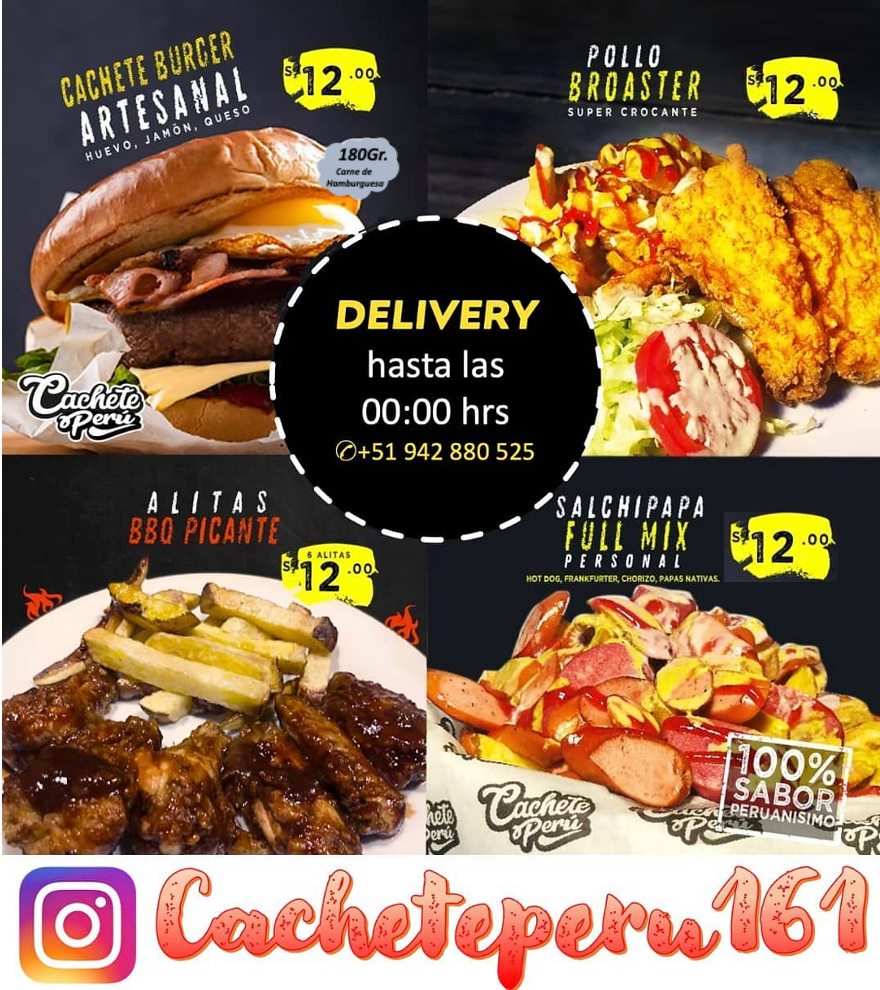 CACHETE BURGER
ARTESANAL
HUEVO, JAMÓN, QUESO
S/ 12.00
180Gr.
Carne de
Hamburguesa
Cachete
Perú
POLLO
BROASTER
SUPER CROCANTE
S/ 12.00
DELIVERY
hasta las
00:00 hrs
✆+51 942 880 525
ALITAS
BBQ PICANTE
6 ALITAS
S/ 12.00
SALCHIPAPA
FULL MIX
PERSONAL
HOT DOG, FRANKFURTER, CHORIZO, PAPAS NATIVAS.
S/ 12.00
100%
SABOR
PERUANISIMO
Cachete
Perú
Cacheteperu161